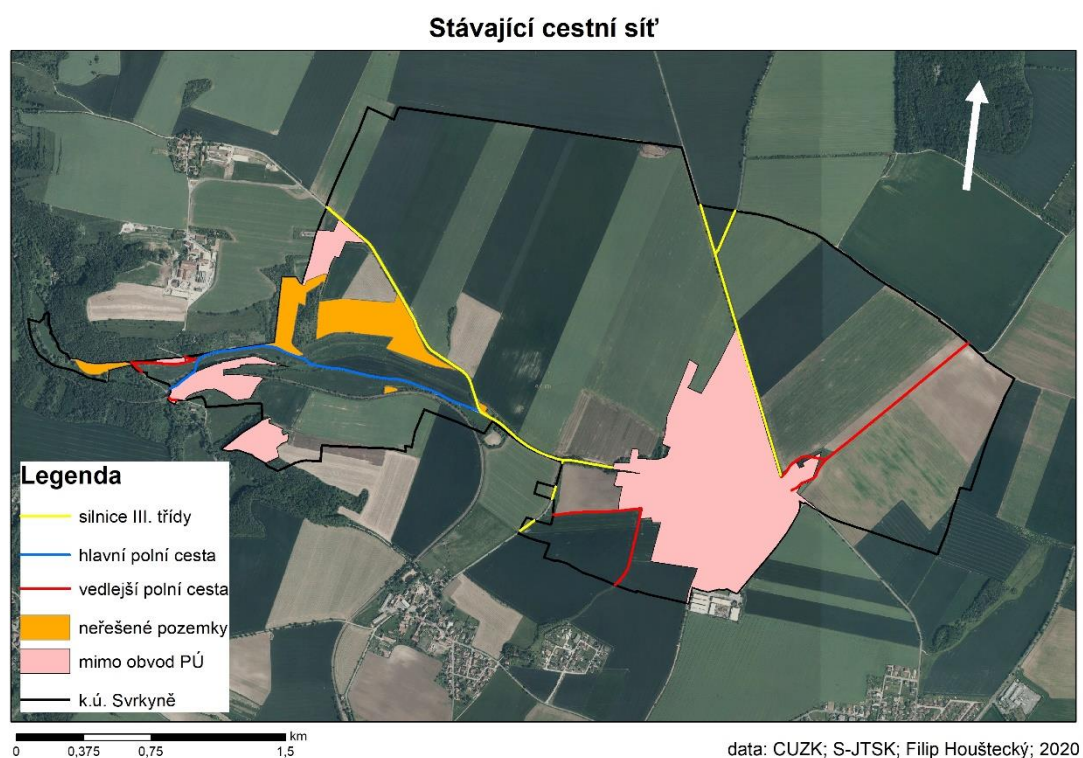 Stávající cestní síť
Legenda
silnice III. třídy
hlavní polní cesta
vedlejší polní cesta
neřešené pozemky
mimo obvod PÚ
k.ú. Svrkyně
km
0 0,375 0,75 1,5
data: CUZK; S-JTSK; Filip Houštecký; 2020